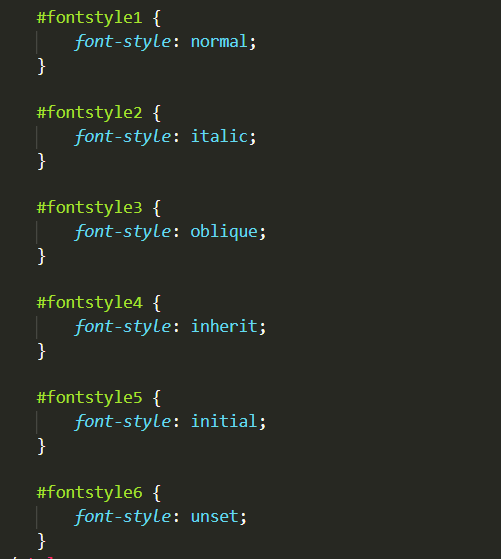 #fontstyle1 {
font-style: normal;
}
#fontstyle2 {
font-style: italic;
}
#fontstyle3 {
font-style: oblique;
}
#fontstyle4 {
font-style: inherit;
}
#fontstyle5 {
font-style: initial;
}
#fontstyle6 {
font-style: unset;
}